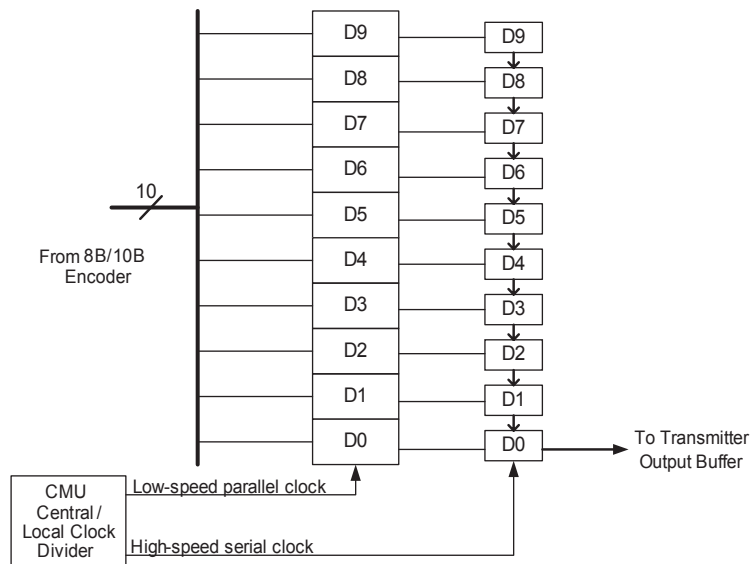 D9 D9
D8 D8
D7 D7
D6 D6
10
D5 D5
From 8B/10B
Encoder
D4 D4
D3 D3
D2 D2
D1 D1
D0 D0
To Transmitter
Output Buffer
CMU
Central/
Local Clock
Divider
Low-speed parallel clock
High-speed serial clock